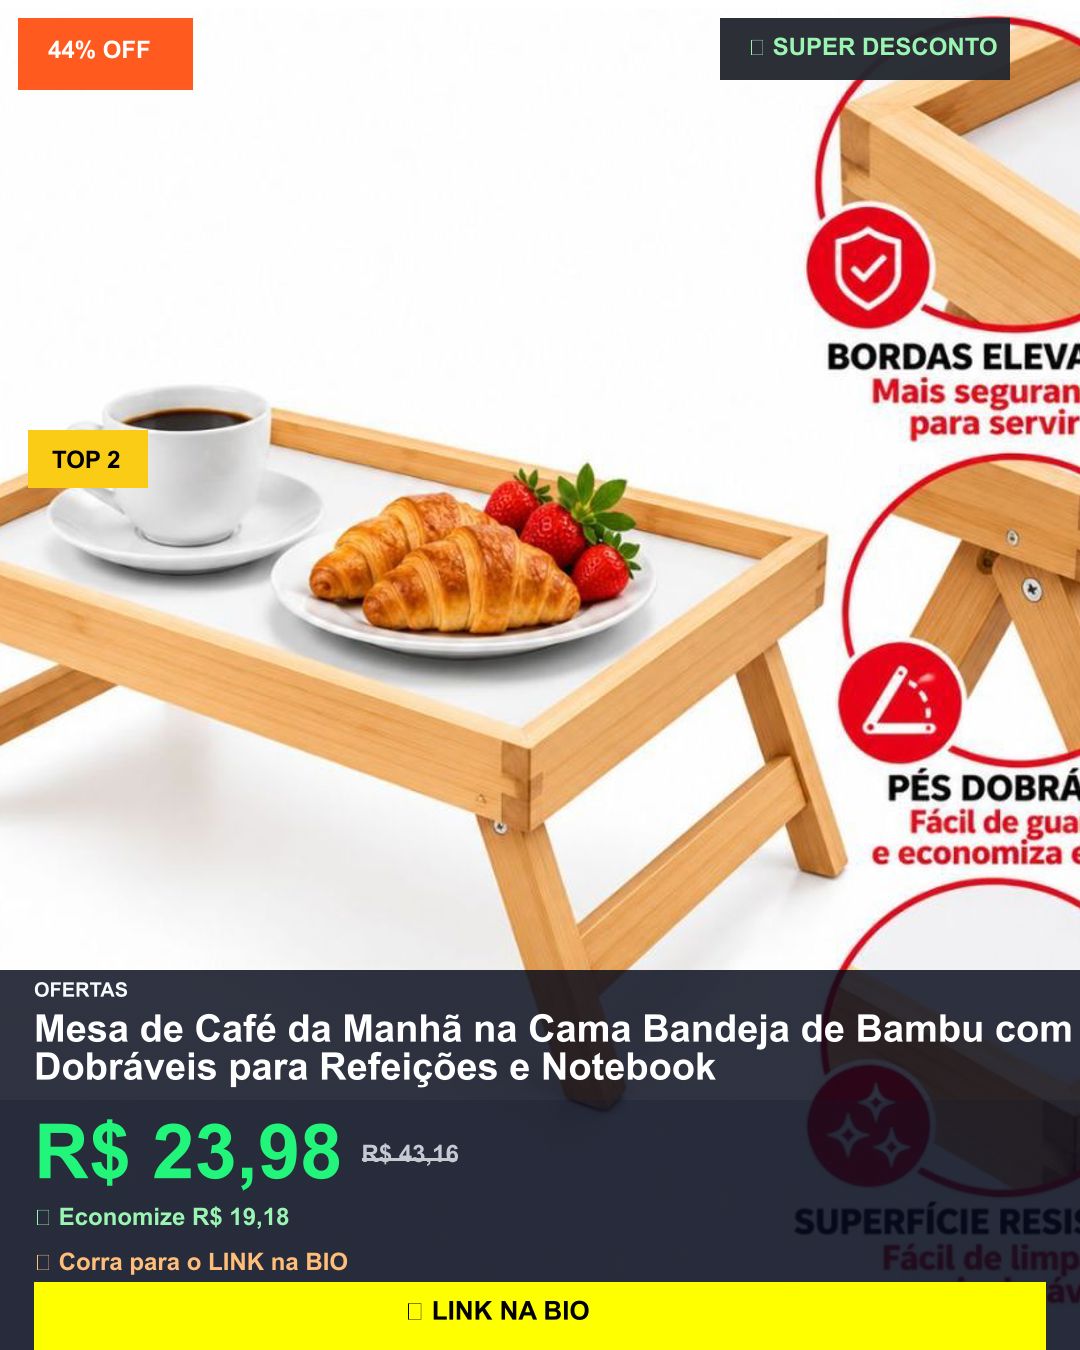 44% OFF
SUPER DESCONTO
BORDAS ELEVA
Mais seguran
para servir
TOP 2
PÉS DOBRÁ
Fácil de gua
e economiza e
OFERTAS
Mesa de Café da Manhã na Cama Bandeja de Bambu com
Dobráveis para Refeições e Notebook
R$ 23,98 R$ 43,16
Economize R$ 19,18
Corra para o LINK na BIO
SUPERFÍCIE RESIS
Fácil de limp
LINK NA BIO